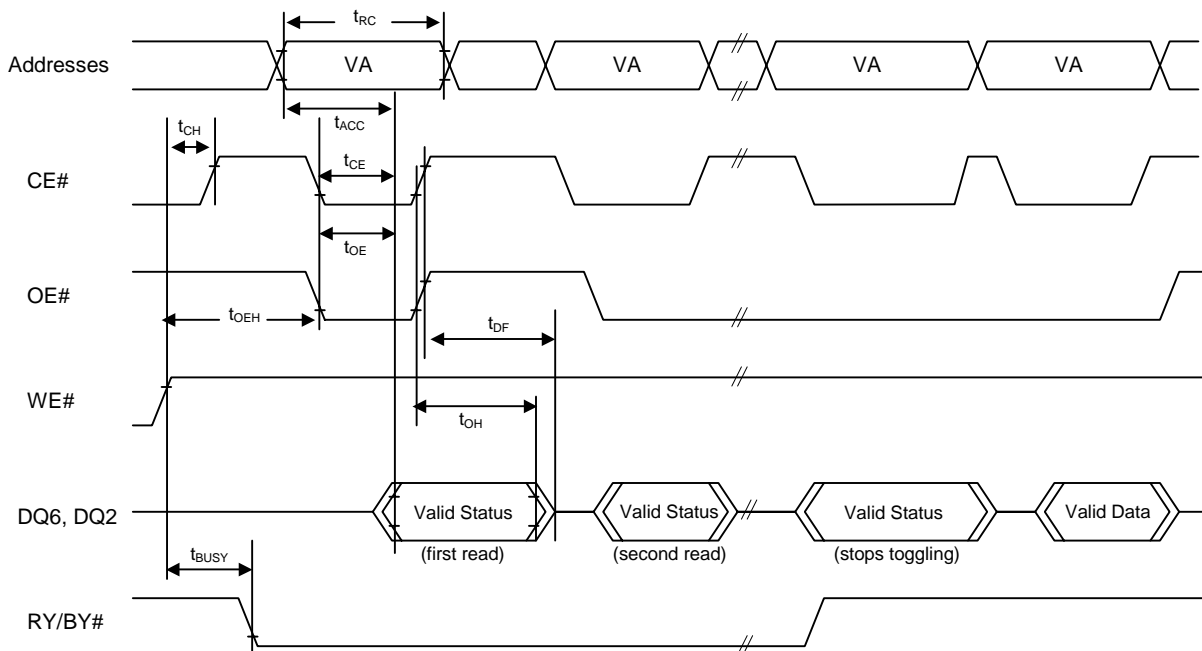 tRC
Addresses
VA
VA
VA
VA
tACC
tCH
tCE
CE#
tOE
OE#
tOEH
tDF
WE#
tOH
DQ6, DQ2
Valid Status
Valid Status
Valid Status
Valid Data
(first read)
(second read)
(stops toggling)
tBUSY
RY/BY#